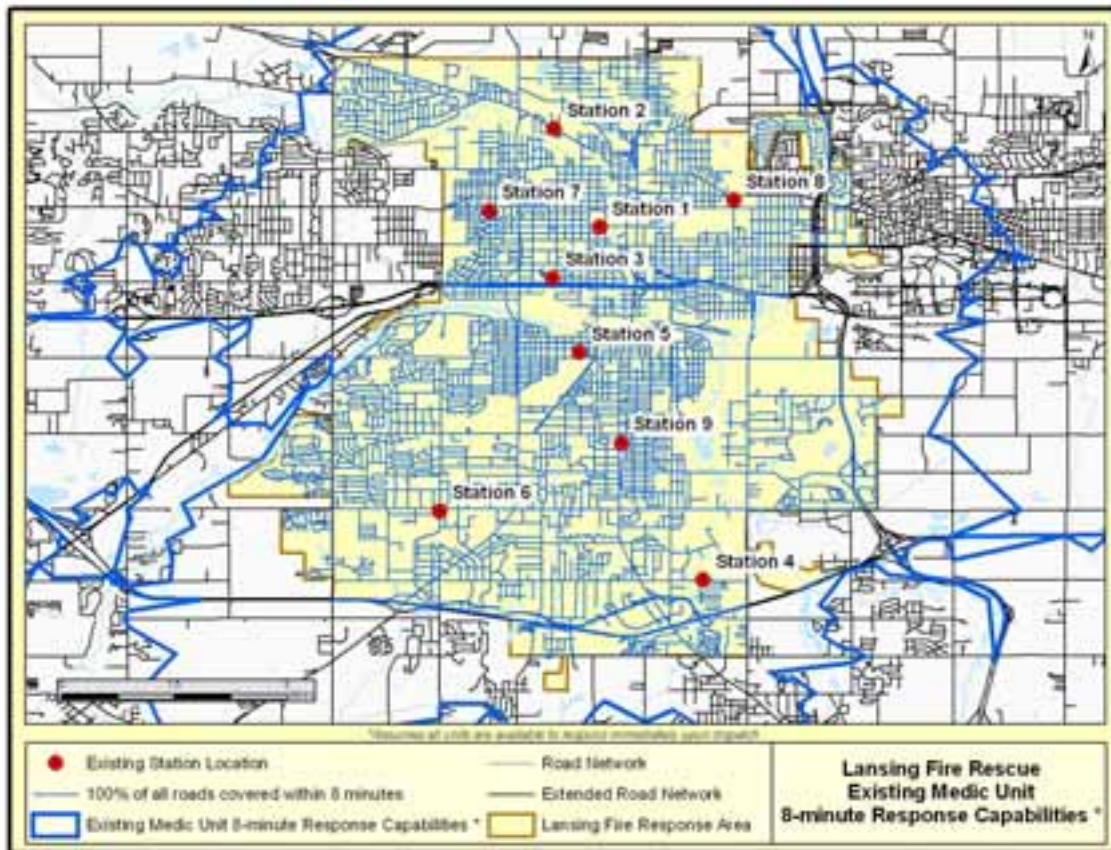 N
Station 2
Station 8
Station 7
Station 1
Station 3
Station 5
Station 9
Station 6
Station 4
*Assumes all units are available to respond immediately upon dispatch
Existing Station Location
100% of all roads covered within 8 minutes
Existing Medic Unit 8-minute Response Capabilities *
Road Network
Extended Road Network
Lansing Fire Response Area
Lansing Fire Rescue
Existing Medic Unit
8-minute Response Capabilities *